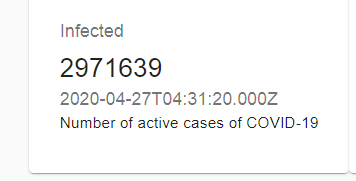 Infected
2971639
2020-04-27T04:31:20.000Z
Number of active cases of COVID-19